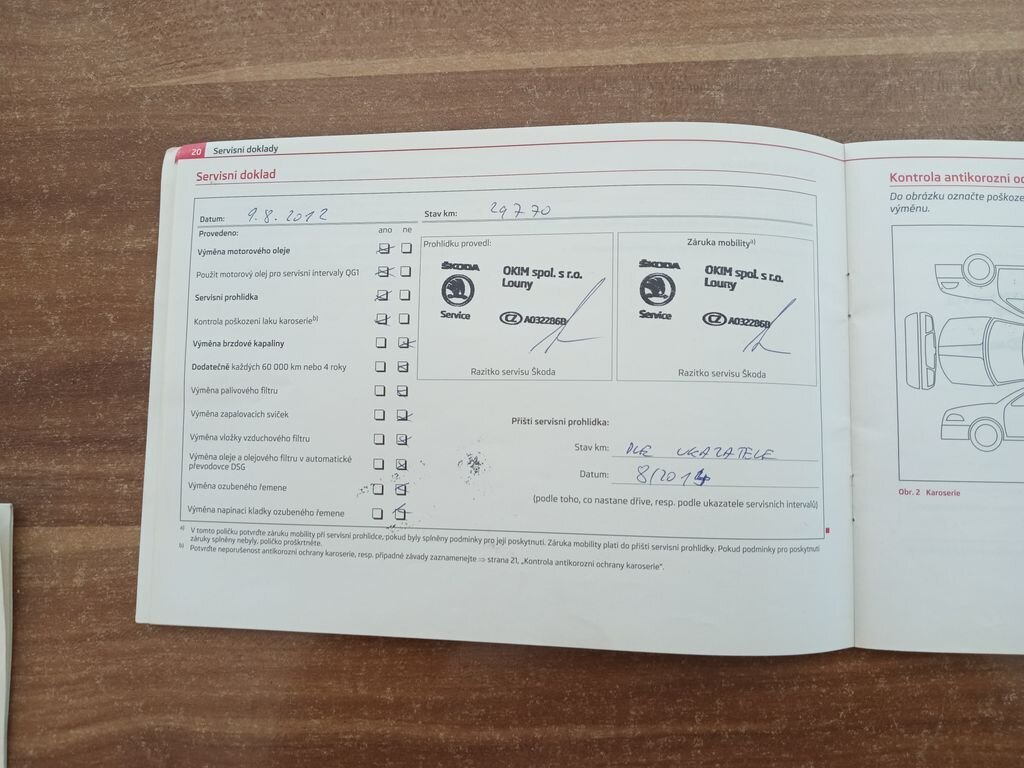 20 Servisní doklady
Servisní doklad
Datum: 9.8.2012 Stav km: 29770
Provedeno: ano ne
Výměna motorového oleje
Použit motorový olej pro servisní intervaly QG1
Servisní prohlídka
Kontrola poškození laku karoserieb)
Výměna brzdové kapaliny
Dodatečně každých 60 000 km nebo 4 roky
Výměna palivového filtru
Výměna zapalovacích svíček
Výměna vložky vzduchového filtru
Výměna oleje a olejového filtru v automatické
převodovce DSG
Výměna ozubeného řemene
Výměna napínací kladky ozubeného řemene
Prohlídku provedl:
ŠKODA
Service
OKIM spol. s r.o.
Louny
CZ A032286B
Razítko servisu Škoda
Záruka mobilitya)
ŠKODA
Service
OKIM spol. s r.o.
Louny
CZ A032286B
Razítko servisu Škoda
Příští servisní prohlídka:
Stav km: DLE UKAZATELE
Datum: 8/2014
(podle toho, co nastane dříve, resp. podle ukazatele servisních intervalů)
a) V tomto políčku potvrďte záruku mobility při servisní prohlídce, pokud byly splněny podmínky pro její poskytnutí. Záruka mobility platí do příští servisní prohlídky. Pokud podmínky pro poskytnutí
záruky splněny nebyly, políčko proškrtněte.
b) Potvrďte neporušenost antikorozní ochrany karoserie, resp. případné závady zaznamenejte ⇒ strana 21, „Kontrola antikorozní ochrany karoserie“.
Kontrola antikorozní oc
Do obrázku označte poškoze
výměnu.
Obr. 2 Karoserie